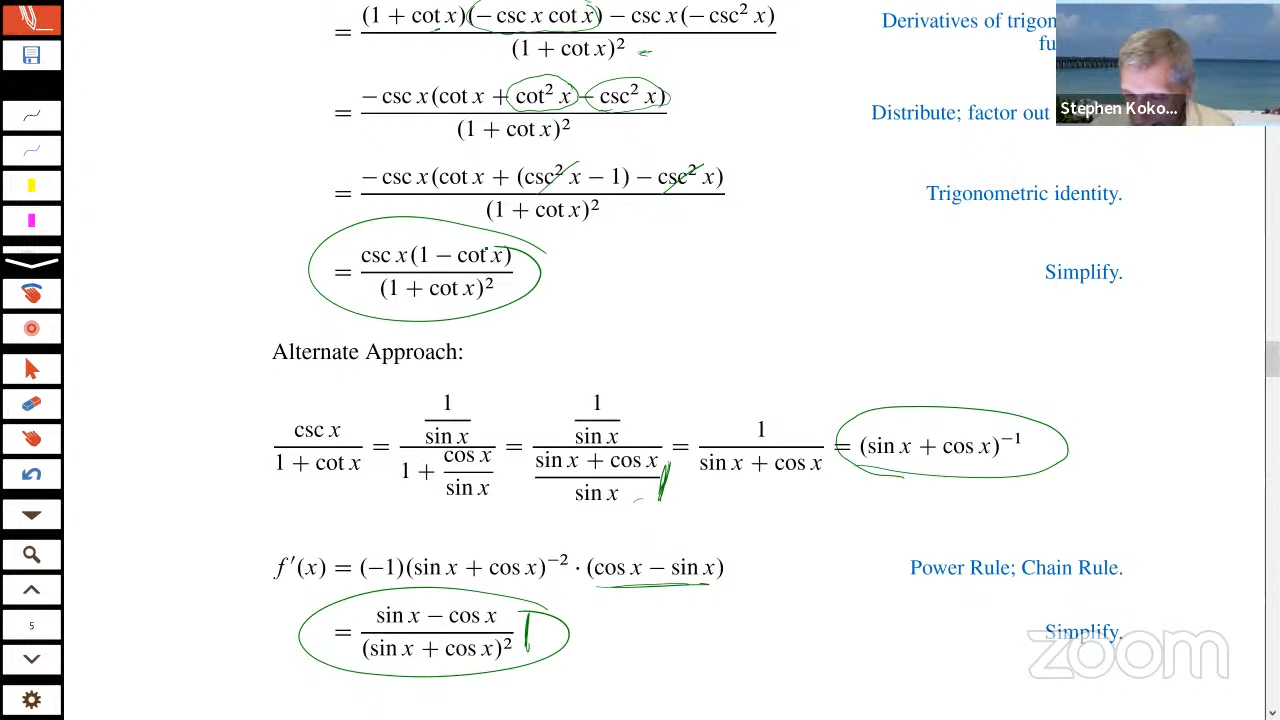 = (1 + cot x)(− csc x cot x) − csc x(− csc² x) / (1 + cot x)² Derivatives of trigon
fu
= − csc x(cot x + cot² x − csc² x) / (1 + cot x)² Distribute; factor out
Stephen Koko...
= − csc x(cot x + (csc² x − 1) − csc² x) / (1 + cot x)² Trigonometric identity.
= csc x(1 − cot x) / (1 + cot x)² Simplify.
Alternate Approach:
csc x / 1 + cot x = 1 / sin x / 1 + cos x / sin x = 1 / sin x / sin x + cos x / sin x = 1 / sin x + cos x = (sin x + cos x)⁻¹
f′(x) = (−1)(sin x + cos x)⁻² · (cos x − sin x) Power Rule; Chain Rule.
= sin x − cos x / (sin x + cos x)² Simplify.
5
zoom